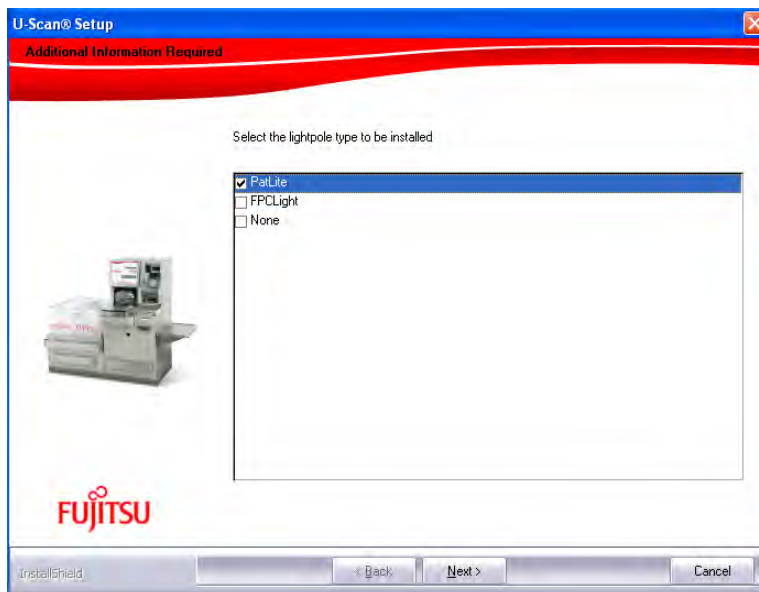 U-Scan® Setup
Additional Information Required
Select the lightpole type to be installed
PatLite
FPCLight
None
FUJITSU
InstallShield
< Back
Next >
Cancel